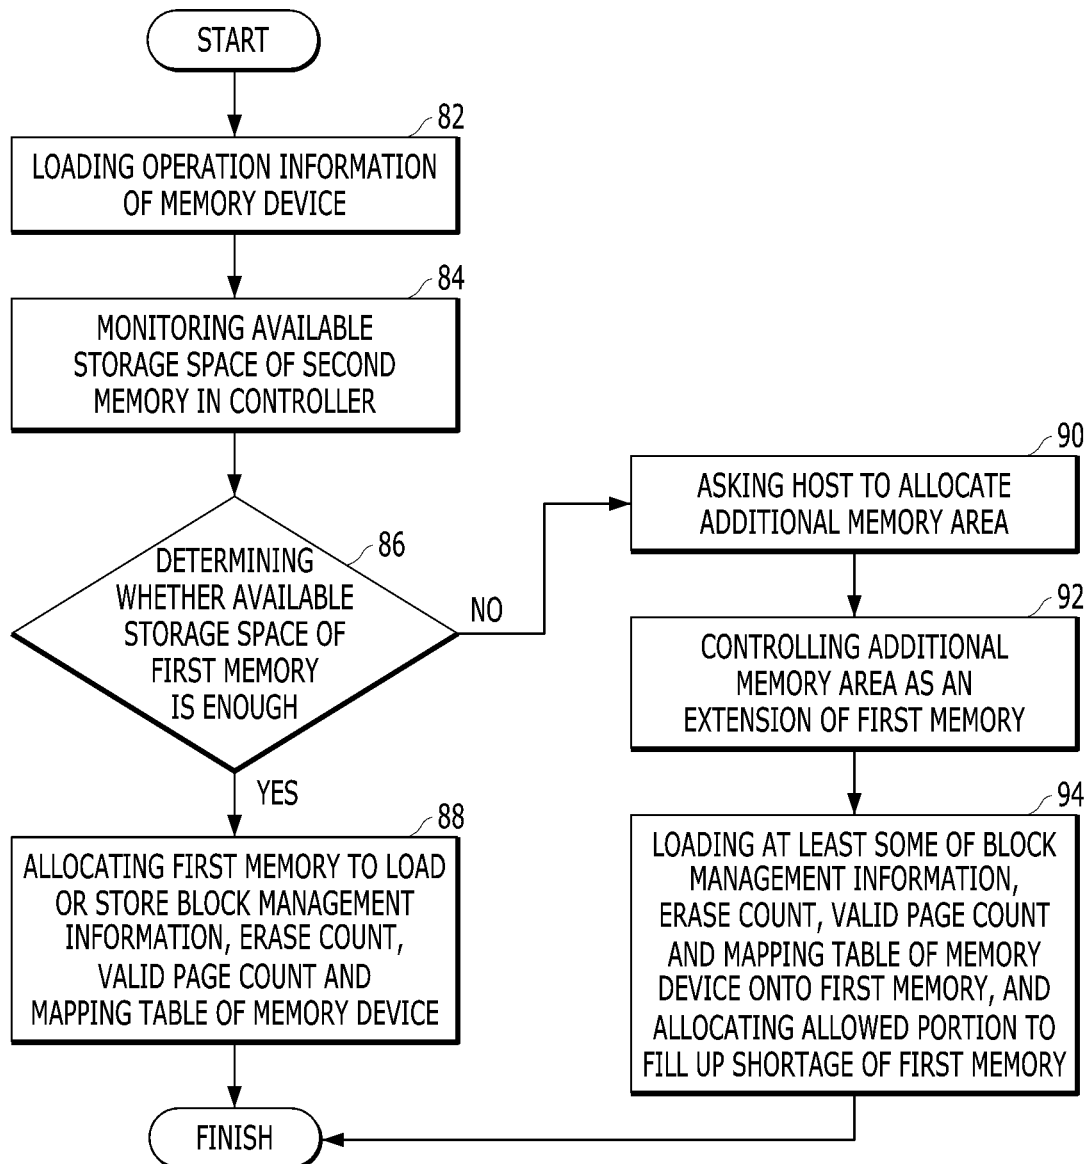 START
82
LOADING OPERATION INFORMATION
OF MEMORY DEVICE
84
MONITORING AVAILABLE
STORAGE SPACE OF SECOND
MEMORY IN CONTROLLER
86
DETERMINING
WHETHER AVAILABLE
STORAGE SPACE OF
FIRST MEMORY
IS ENOUGH
NO
YES
88
ALLOCATING FIRST MEMORY TO LOAD
OR STORE BLOCK MANAGEMENT
INFORMATION, ERASE COUNT,
VALID PAGE COUNT AND
MAPPING TABLE OF MEMORY DEVICE
90
ASKING HOST TO ALLOCATE
ADDITIONAL MEMORY AREA
92
CONTROLLING ADDITIONAL
MEMORY AREA AS AN
EXTENSION OF FIRST MEMORY
94
LOADING AT LEAST SOME OF BLOCK
MANAGEMENT INFORMATION,
ERASE COUNT, VALID PAGE COUNT
AND MAPPING TABLE OF MEMORY
DEVICE ONTO FIRST MEMORY, AND
ALLOCATING ALLOWED PORTION TO
FILL UP SHORTAGE OF FIRST MEMORY
FINISH